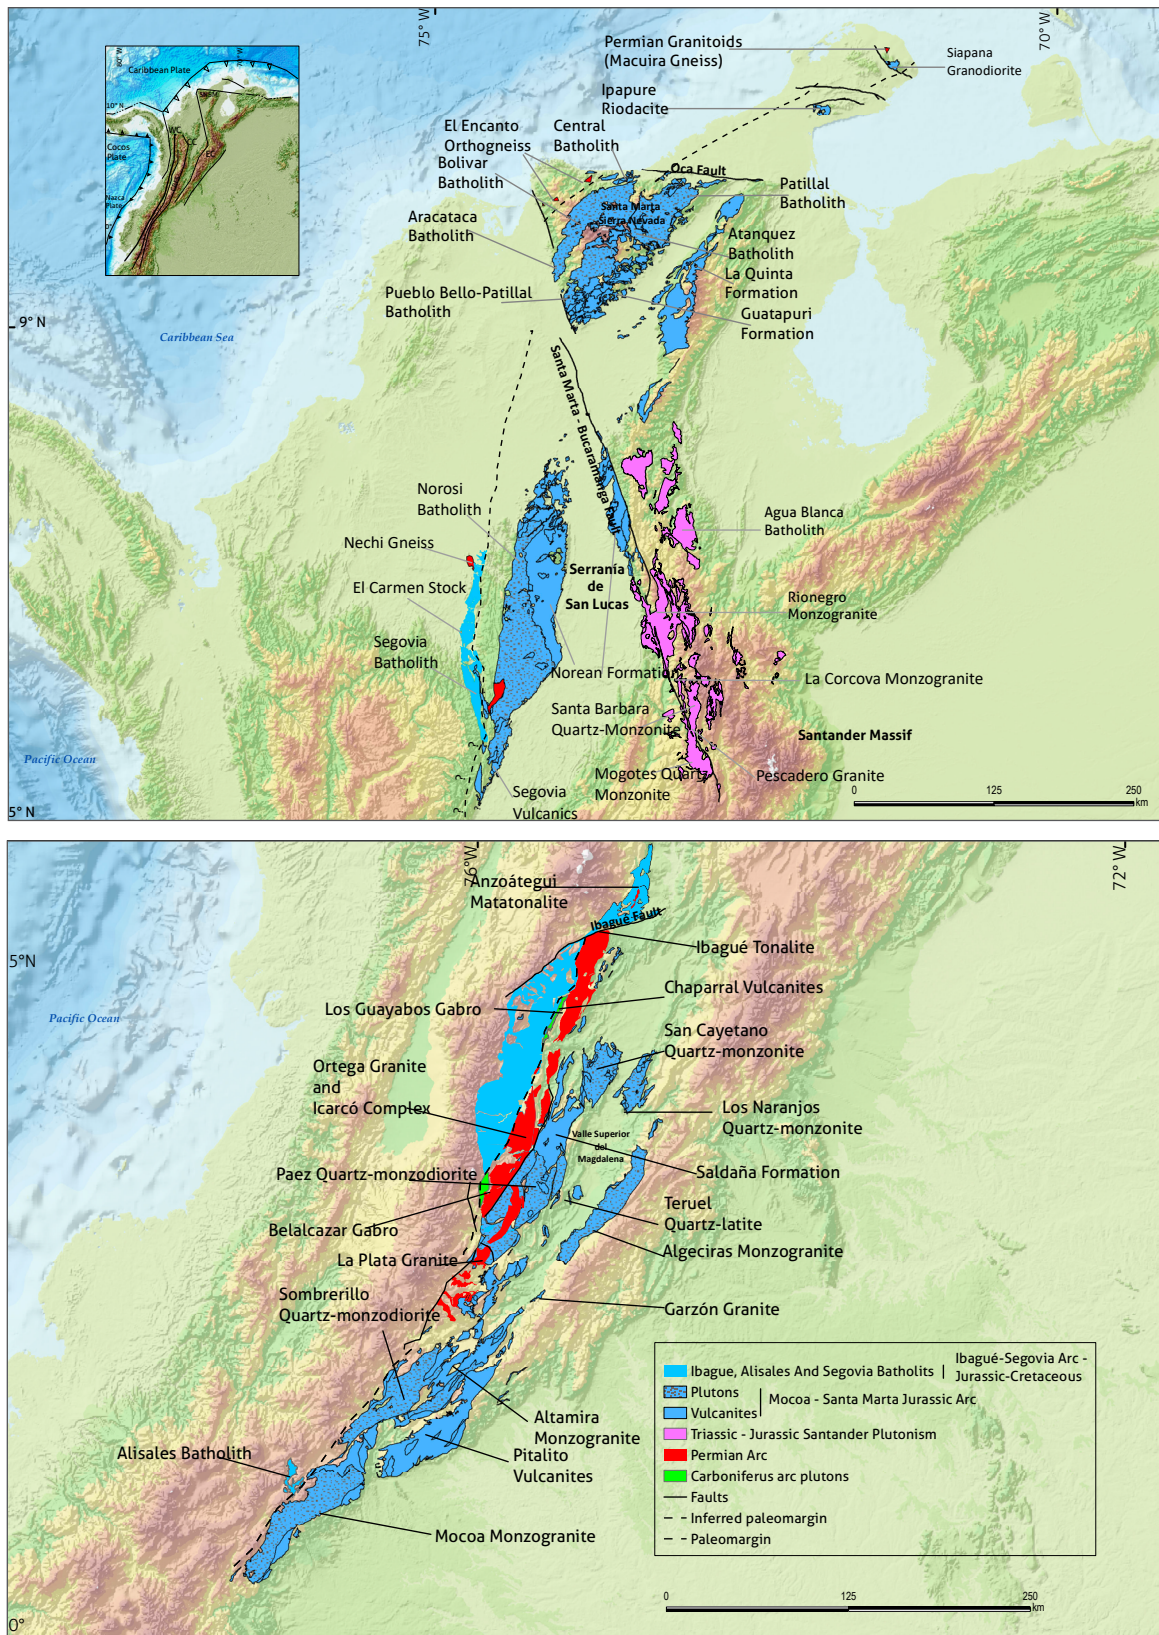 75° W
70° W
80° W
70° W
Caribbean Plate
10° N
Cocos
Plate
Nazca
Plate
0°
WC
CC
EC
SNSM
Permian Granitoids
(Macuira Gneiss)
Siapana
Granodiorite
Ipapure
Riodacite
El Encanto
Orthogneiss
Central
Batholith
Bolivar
Batholith
Oca Fault
Patillal
Batholith
Santa Marta
Sierra Nevada
Aracataca
Batholith
Atanquez
Batholith
La Quinta
Formation
Pueblo Bello-Patillal
Batholith
Guatapuri
Formation
9° N
Caribbean Sea
Santa Marta - Bucaramanga Fault
Norosi
Batholith
Agua Blanca
Batholith
Nechi Gneiss
El Carmen Stock
Serranía
de
San Lucas
Rionegro
Monzogranite
Segovia
Batholith
Norean Formation
La Corcova Monzogranite
Santa Barbara
Quartz-Monzonite
Santander Massif
Pacific Ocean
Mogotes Quartz
Monzonite
Pescadero Granite
Segovia
Vulcanics
?
?
0 125 250
km
5° N
76° W
72° W
Anzoátegui
Matatonalite
Ibagué Fault
Ibagué Tonalite
5°N
Chaparral Vulcanites
Los Guayabos Gabro
Pacific Ocean
San Cayetano
Quartz-monzonite
Ortega Granite
and
Icarcó Complex
Los Naranjos
Quartz-monzonite
Valle Superior
del
Magdalena
Paez Quartz-monzodiorite
Saldaña Formation
Teruel
Quartz-latite
Belalcazar Gabro
Algeciras Monzogranite
La Plata Granite
Sombrerillo
Quartz-monzodiorite
Garzón Granite
Altamira
Monzogranite
Alisales Batholith
Pitalito
Vulcanites
Mocoa Monzogranite
Ibague, Alisales And Segovia Batholits
Ibagué-Segovia Arc -
Jurassic-Cretaceous
Plutons
Vulcanites
Mocoa - Santa Marta Jurassic Arc
Triassic - Jurassic Santander Plutonism
Permian Arc
Carboniferus arc plutons
Faults
Inferred paleomargin
Paleomargin
0 125 250
km
0°